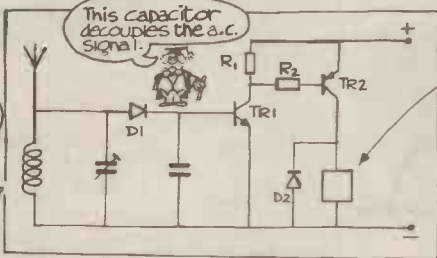 This capacitor
decouples the a.c.
signal.
R1
R2
TR2
TR1
D1
D2
+
−